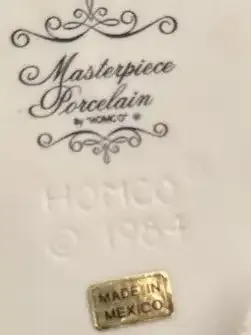 Masterpiece
Porcelain
by "HOMCO" ®
HOMCO
© 1984
MADE IN
MEXICO